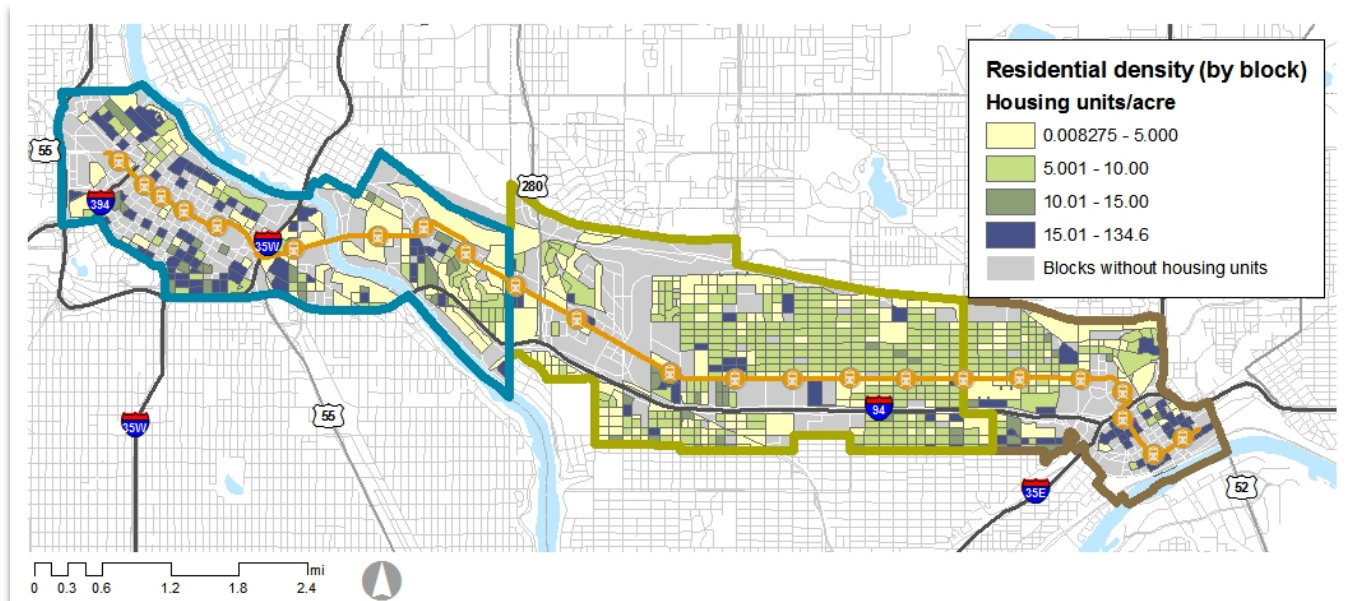 Residential density (by block)
Housing units/acre
0.008275 - 5.000
5.001 - 10.00
10.01 - 15.00
15.01 - 134.6
Blocks without housing units
55
394
35W
280
35W
55
94
35E
52
mi
0 0.3 0.6 1.2 1.8 2.4